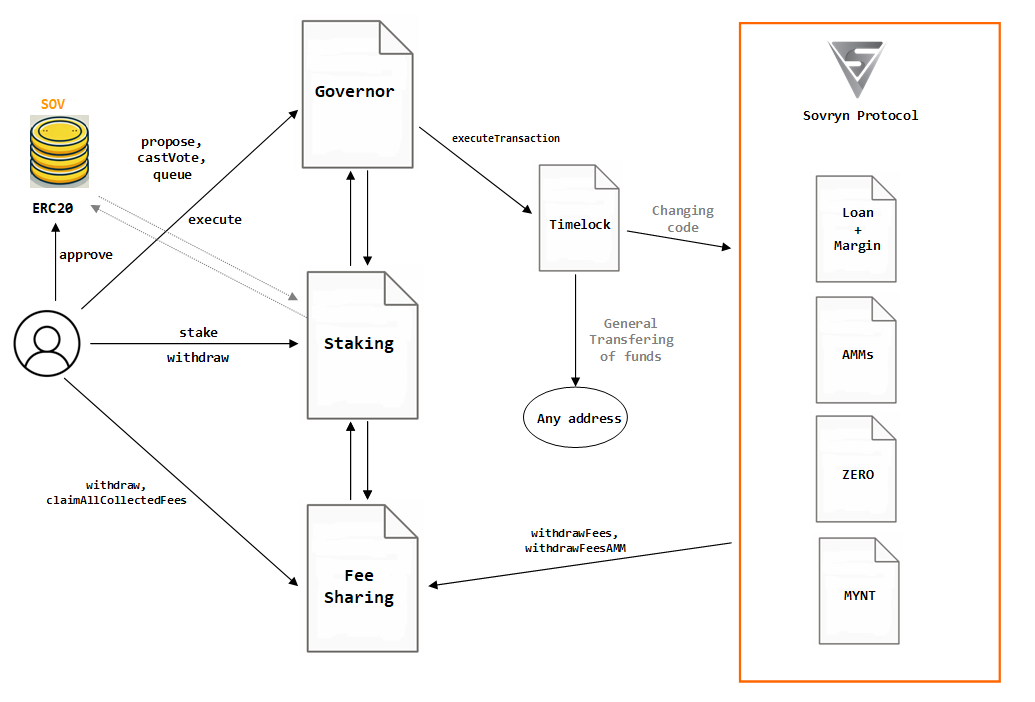 Governor
SOV
ERC20
propose,
castVote,
queue
execute
approve
executeTransaction
Timelock
Changing
code
General
Transfering
of funds
Any address
stake
withdraw
Staking
withdraw,
claimAllCollectedFees
Fee
Sharing
withdrawFees,
withdrawFeesAMM
Sovryn Protocol
Loan
+
Margin
AMMs
ZERO
MYNT